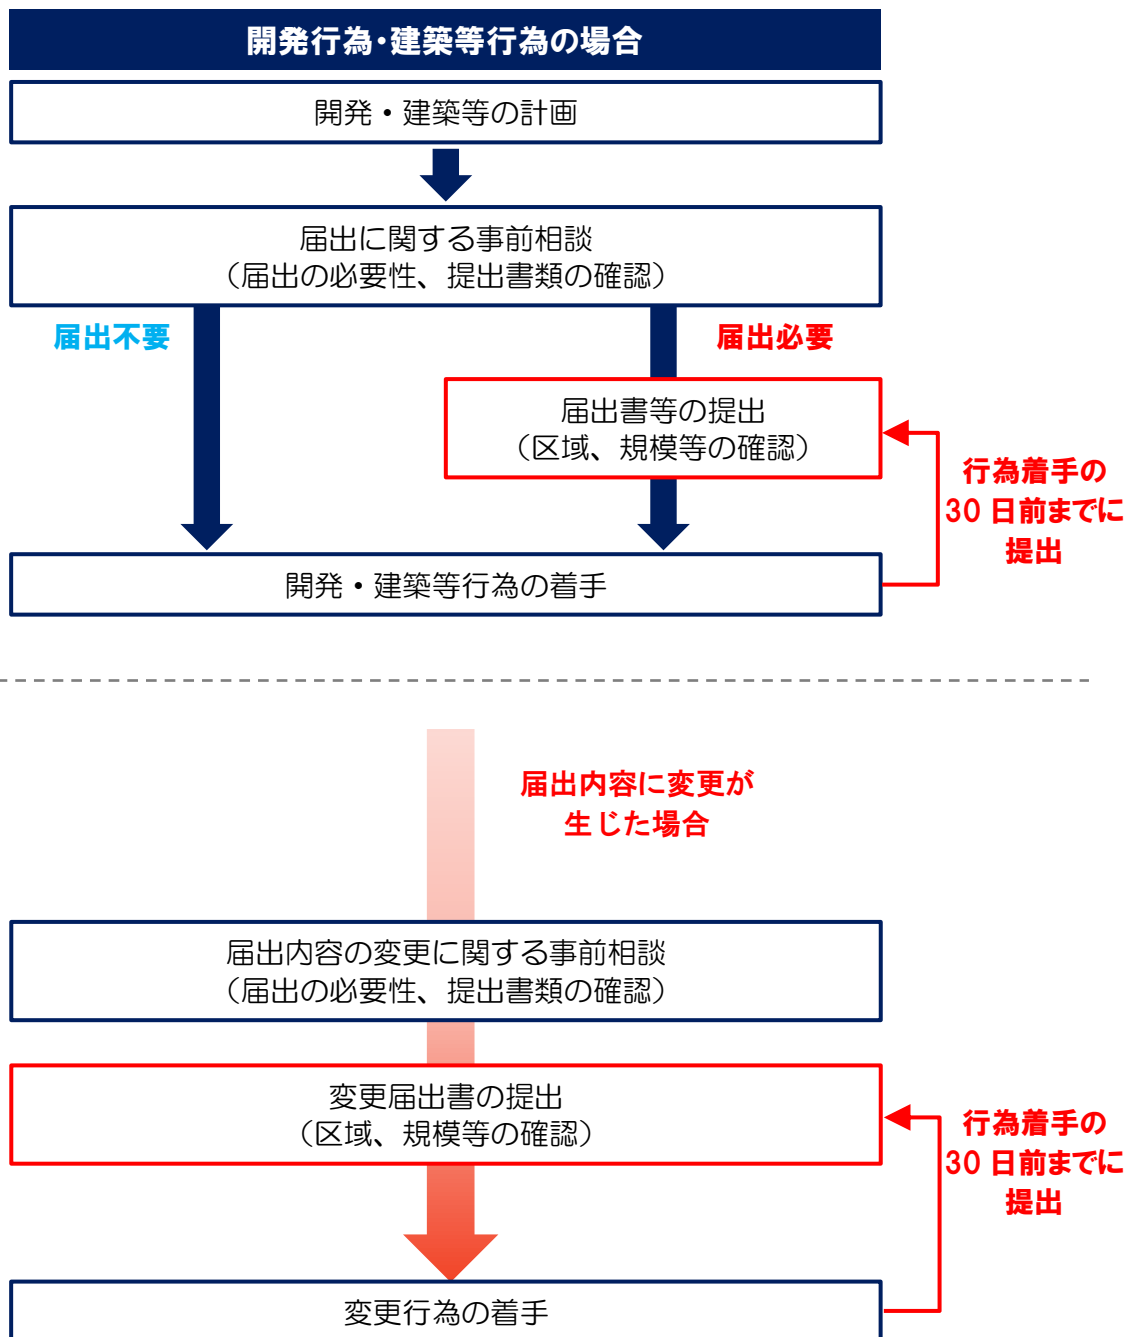 開発行為・建築等行為の場合
開発・建築等の計画
届出に関する事前相談
（届出の必要性、提出書類の確認）
届出不要
届出必要
届出書等の提出
（区域、規模等の確認）
行為着手の
30 日前までに
提出
開発・建築等行為の着手
届出内容に変更が
生じた場合
届出内容の変更に関する事前相談
（届出の必要性、提出書類の確認）
変更届出書の提出
（区域、規模等の確認）
行為着手の
30 日前までに
提出
変更行為の着手